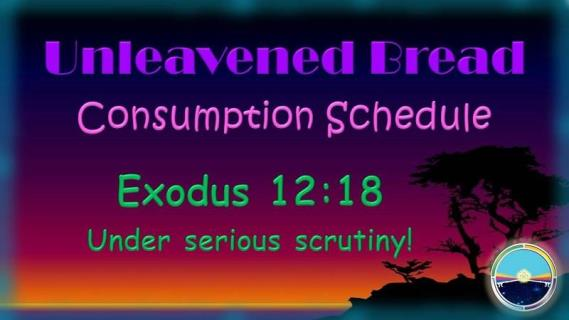 Unleavened Bread
Consumption Schedule
Exodus 12:18
Under serious scrutiny!